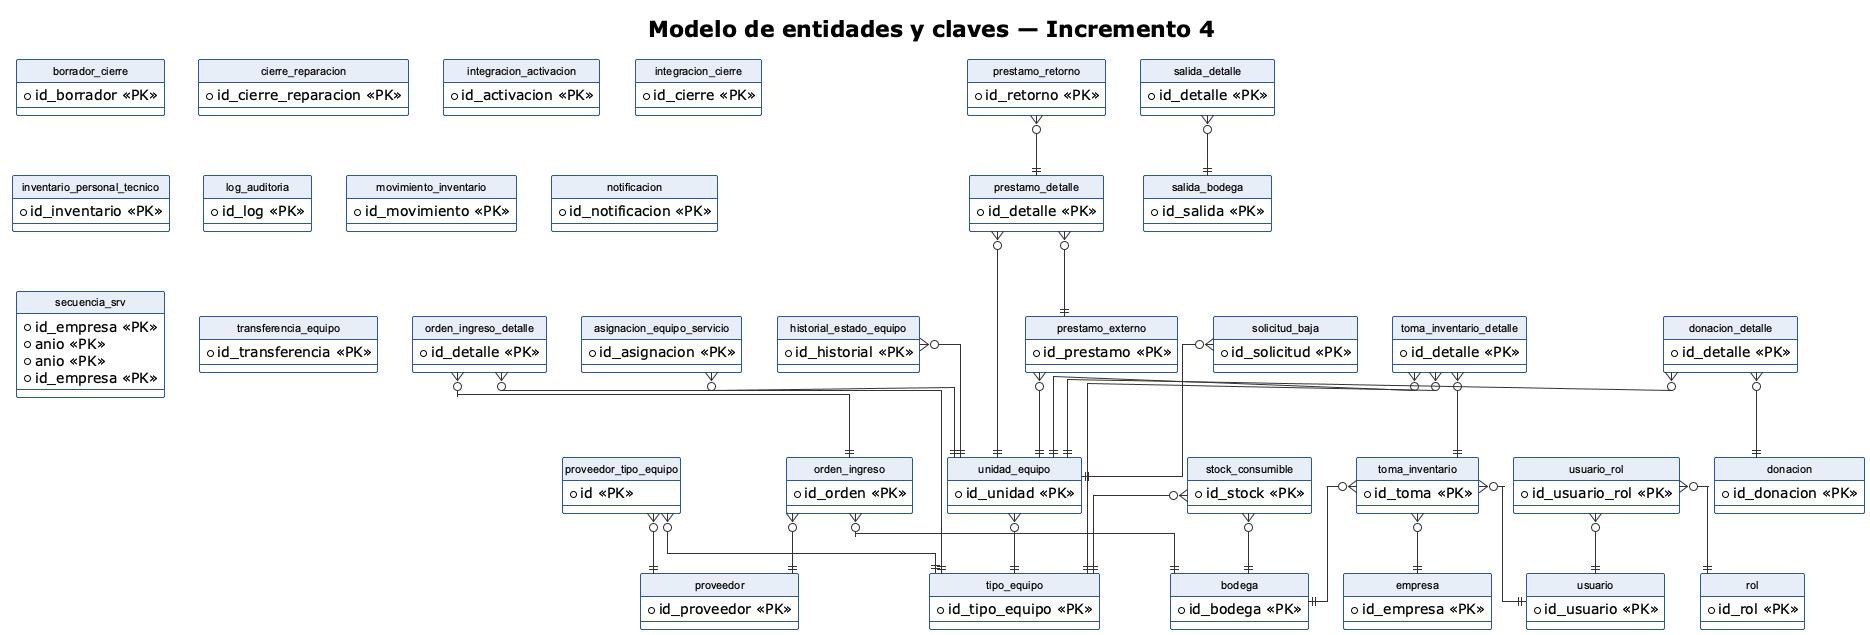 Modelo de entidades y claves — Incremento 4
borrador_cierre
id_borrador «PK»
cierre_reparacion
id_cierre_reparacion «PK»
integracion_activacion
id_activacion «PK»
integracion_cierre
id_cierre «PK»
prestamo_retorno
id_retorno «PK»
salida_detalle
id_detalle «PK»
inventario_personal_tecnico
id_inventario «PK»
log_auditoria
id_log «PK»
movimiento_inventario
id_movimiento «PK»
notificacion
id_notificacion «PK»
prestamo_detalle
id_detalle «PK»
salida_bodega
id_salida «PK»
secuencia_srv
id_empresa «PK»
anio «PK»
anio «PK»
id_empresa «PK»
transferencia_equipo
id_transferencia «PK»
orden_ingreso_detalle
id_detalle «PK»
asignacion_equipo_servicio
id_asignacion «PK»
historial_estado_equipo
id_historial «PK»
prestamo_externo
id_prestamo «PK»
solicitud_baja
id_solicitud «PK»
toma_inventario_detalle
id_detalle «PK»
donacion_detalle
id_detalle «PK»
proveedor_tipo_equipo
id «PK»
orden_ingreso
id_orden «PK»
unidad_equipo
id_unidad «PK»
stock_consumible
id_stock «PK»
toma_inventario
id_toma «PK»
usuario_rol
id_usuario_rol «PK»
donacion
id_donacion «PK»
proveedor
id_proveedor «PK»
tipo_equipo
id_tipo_equipo «PK»
bodega
id_bodega «PK»
empresa
id_empresa «PK»
usuario
id_usuario «PK»
rol
id_rol «PK»